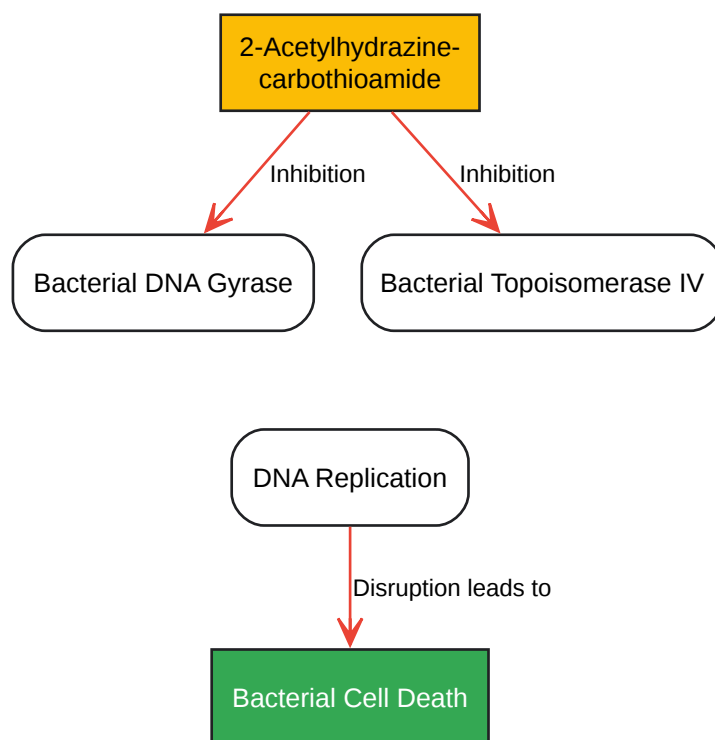 2-Acetylhydrazine-
carbothioamide
Inhibition
Inhibition
Bacterial DNA Gyrase
Bacterial Topoisomerase IV
DNA Replication
Disruption leads to
Bacterial Cell Death